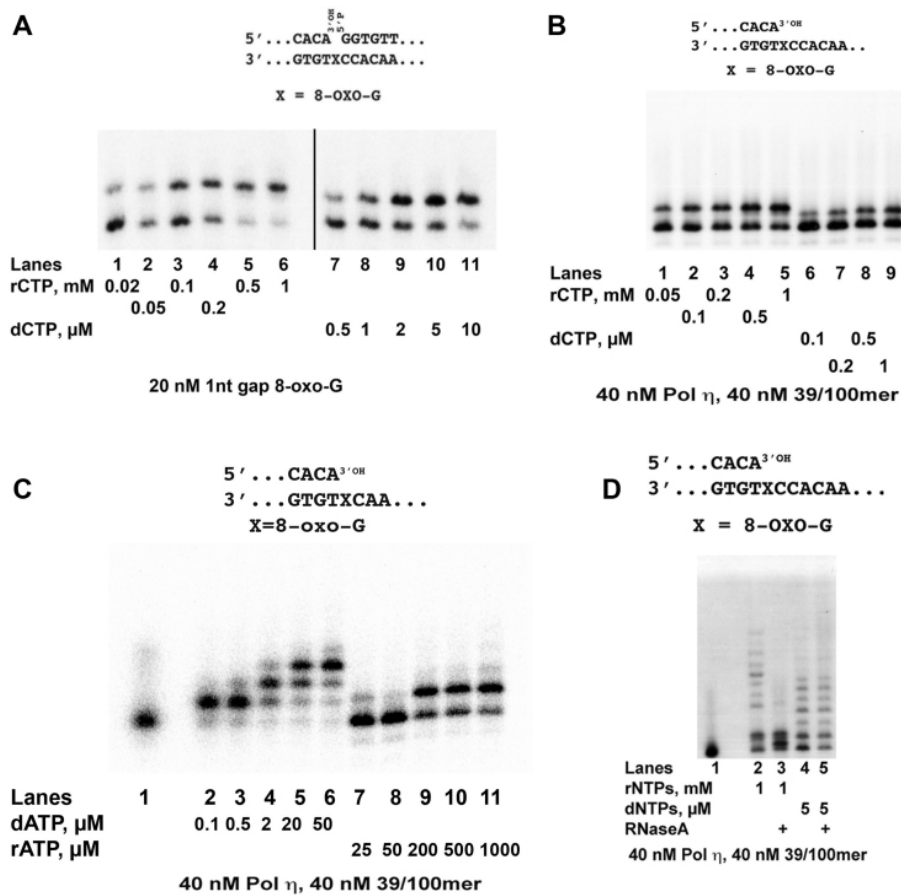 A
3'OH
5'P
5'...CACA GGTGTT...
3'...GTGTXCCACAA...
X = 8-OXO-G
Lanes 1 2 3 4 5 6 7 8 9 10 11
rCTP, mM 0.02 0.1 0.5 1
0.05 0.2
dCTP, µM 0.5 1 2 5 10
20 nM 1nt gap 8-oxo-G
B
5'...CACA3'OH
3'...GTGTXCCACAA..
X = 8-OXO-G
Lanes 1 2 3 4 5 6 7 8 9
rCTP, mM 0.05 0.2 1
0.1 0.5
dCTP, µM 0.1 0.5
0.2 1
40 nM Pol η, 40 nM 39/100mer
C
5'...CACA3'OH
3'...GTGTXCAA...
X=8-oxo-G
Lanes 1 2 3 4 5 6 7 8 9 10 11
dATP, µM 0.1 0.5 2 20 50
rATP, µM 25 50 200 500 1000
40 nM Pol η, 40 nM 39/100mer
D
5'...CACA3'OH
3'...GTGTXCCACAA...
X = 8-OXO-G
Lanes 1 2 3 4 5
rNTPs, mM 1 1
dNTPs, µM 5 5
RNaseA + +
40 nM Pol η, 40 nM 39/100mer